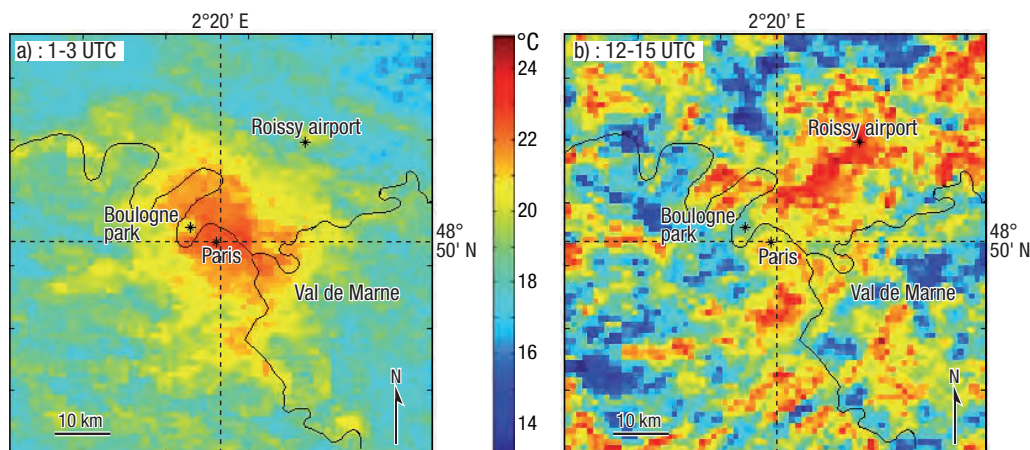 2°20’ E
a) : 1-3 UTC
Roissy airport
Boulogne
park
Paris
Val de Marne
10 km
N
48°
50’ N
°C
24
22
20
18
16
14
2°20’ E
b) : 12-15 UTC
Roissy airport
Boulogne
park
Paris
Val de Marne
10 km
N
48°
50’ N